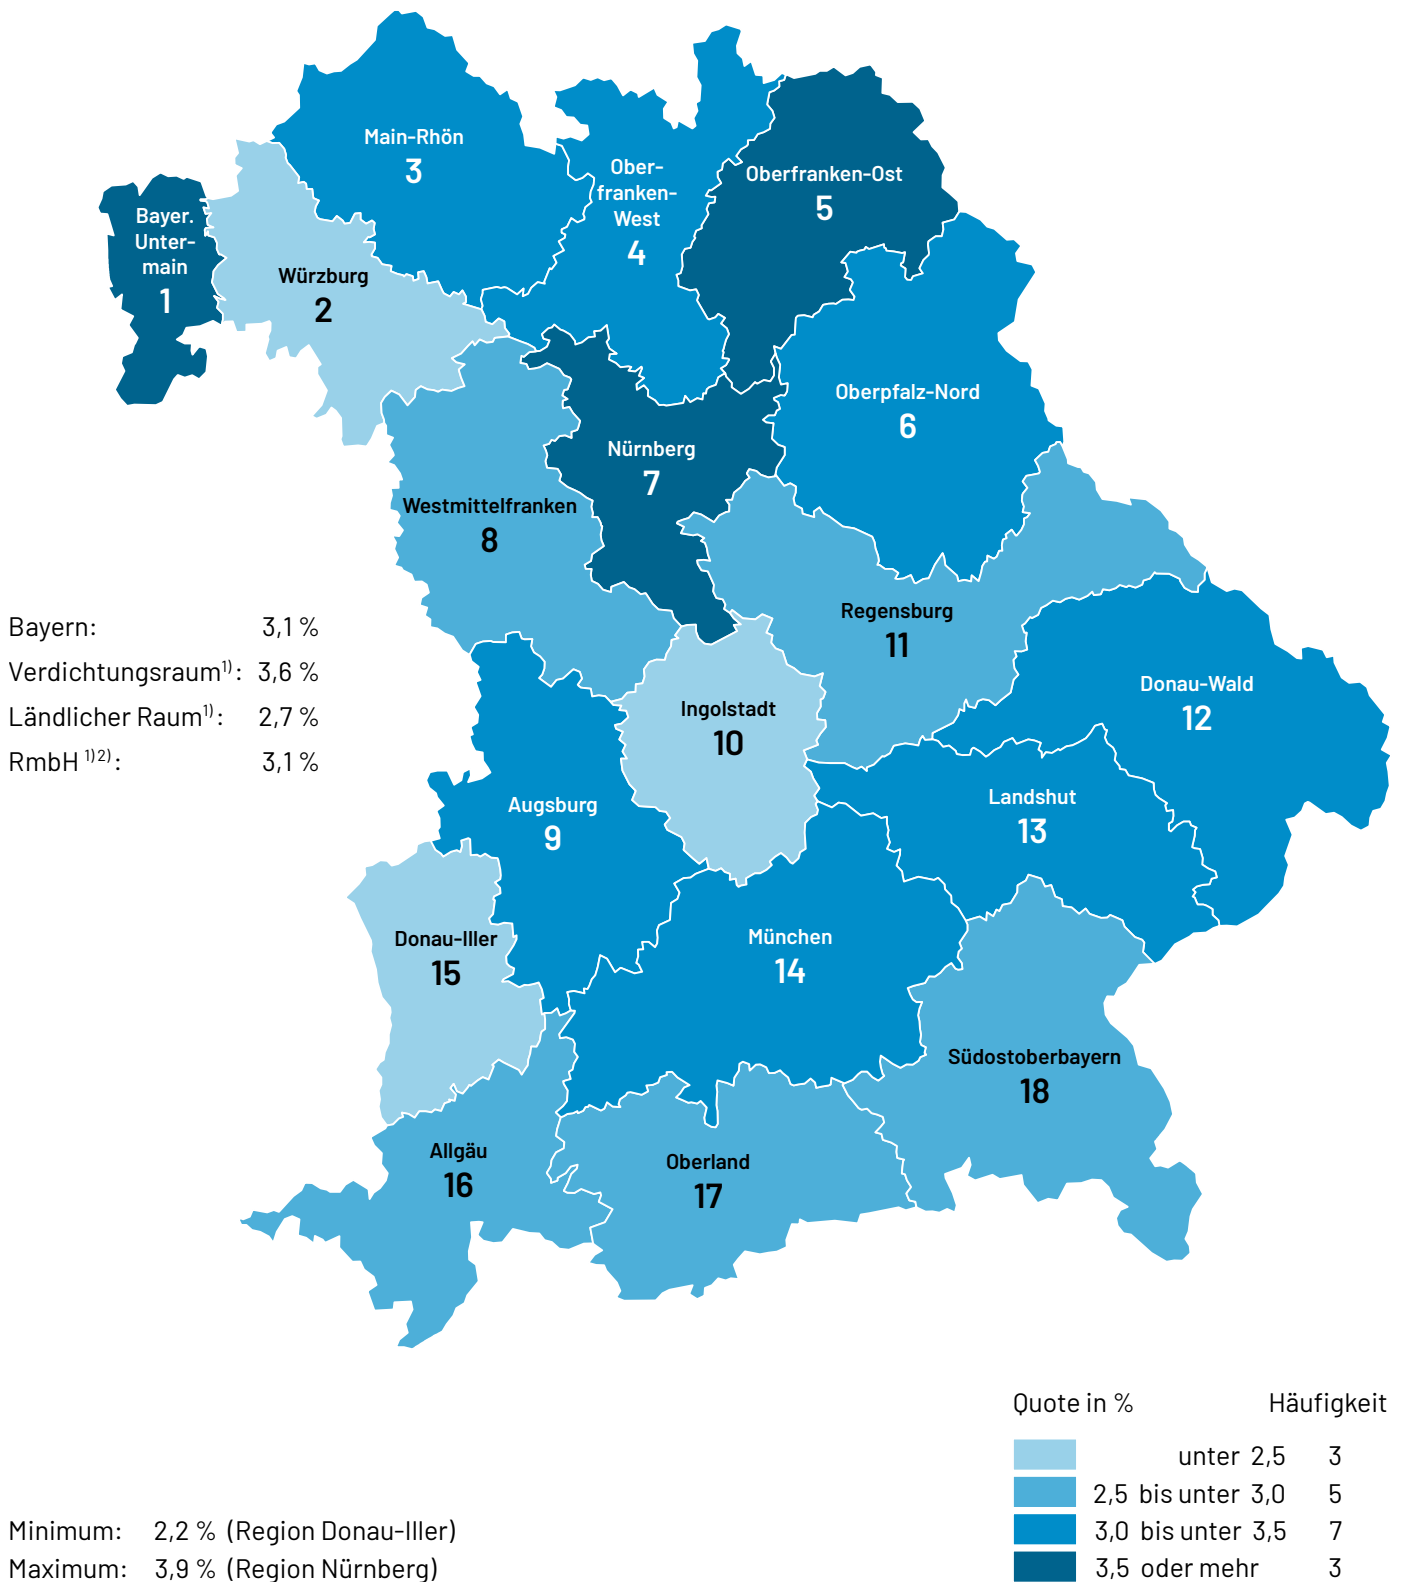 Main-Rhön
3
Ober-
franken-
West
4
Oberfranken-Ost
5
Bayer.
Unter-
main
1
Würzburg
2
Oberpfalz-Nord
6
Nürnberg
7
Westmittelfranken
8
Regensburg
11
Bayern: 3,1 %
Verdichtungsraum1): 3,6 %
Ländlicher Raum1): 2,7 %
RmbH 1)2): 3,1 %
Donau-Wald
12
Ingolstadt
10
Augsburg
9
Landshut
13
Donau-Iller
15
München
14
Südostoberbayern
18
Allgäu
16
Oberland
17
Quote in % Häufigkeit
unter 2,5 3
2,5 bis unter 3,0 5
3,0 bis unter 3,5 7
3,5 oder mehr 3
Minimum: 2,2 % (Region Donau-Iller)
Maximum: 3,9 % (Region Nürnberg)